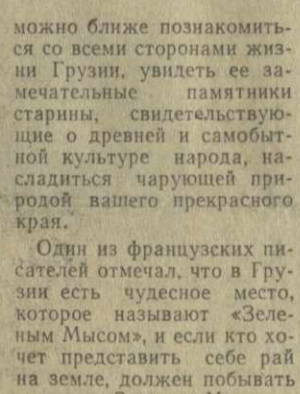 можно ближе познакомить-
ся со всеми сторонами жиз-
ни Грузии, увидеть ее за-
мечательные памятники
старины, свидетельствую-
щие о древней и самобыт-
ной культуре народа, на-
сладиться чарующей при-
родой вашего прекрасного
края.
Один из французских пи-
сателей отмечал, что в Гру-
зии есть чудесное место,
которое называют «Зеле-
ным Мысом», и если кто хо-
чет представить себе рай
на земле, должен побывать